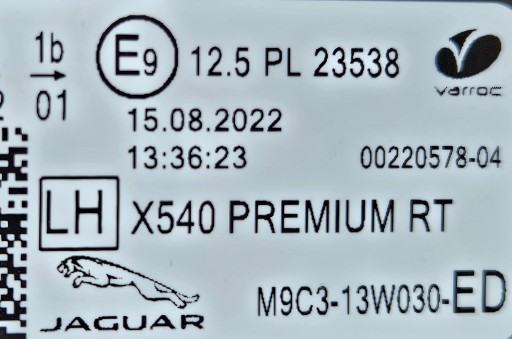 1b E9 12.5 PL 23538
01
varroc
15.08.2022
13:36:23 00220578-04
LH X540 PREMIUM RT
JAGUAR M9C3-13W030-ED